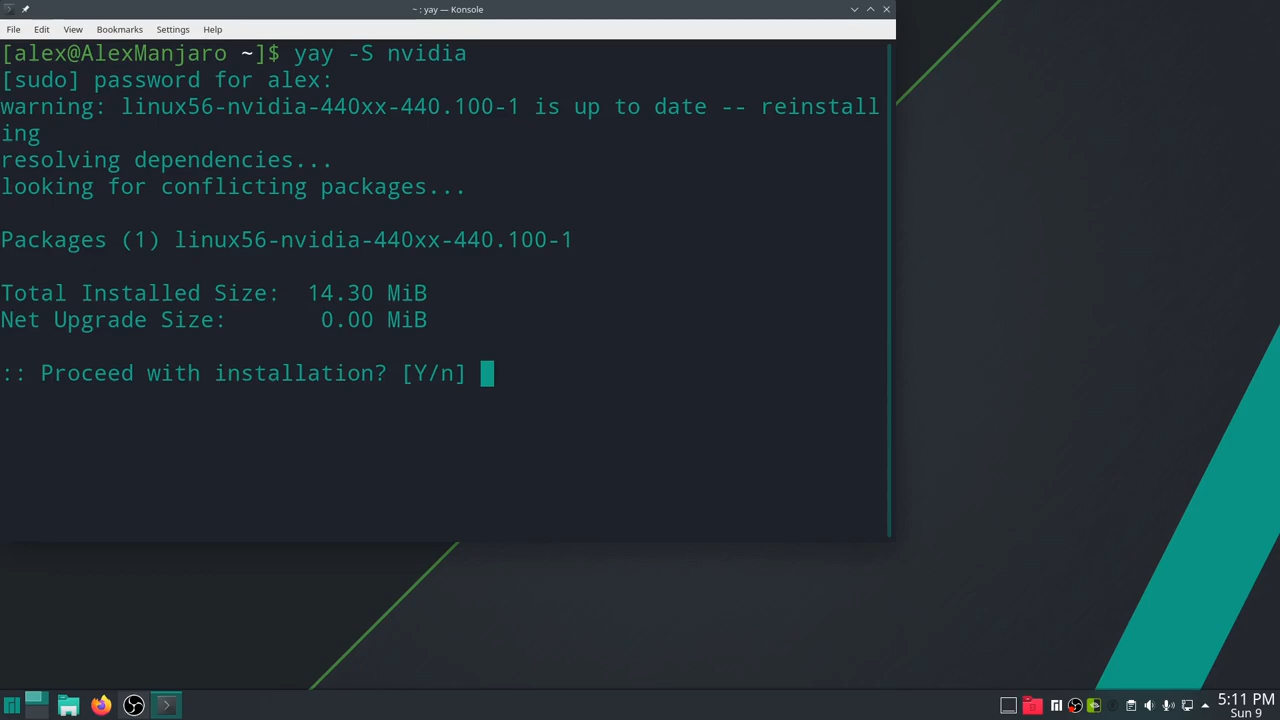 ~ : yay — Konsole
File Edit View Bookmarks Settings Help
[alex@AlexManjaro ~]$ yay -S nvidia
[sudo] password for alex:
warning: linux56-nvidia-440xx-440.100-1 is up to date -- reinstall
ing
resolving dependencies...
looking for conflicting packages...
Packages (1) linux56-nvidia-440xx-440.100-1
Total Installed Size:  14.30 MiB
Net Upgrade Size:       0.00 MiB
:: Proceed with installation? [Y/n]
5:11 PM
Sun 9